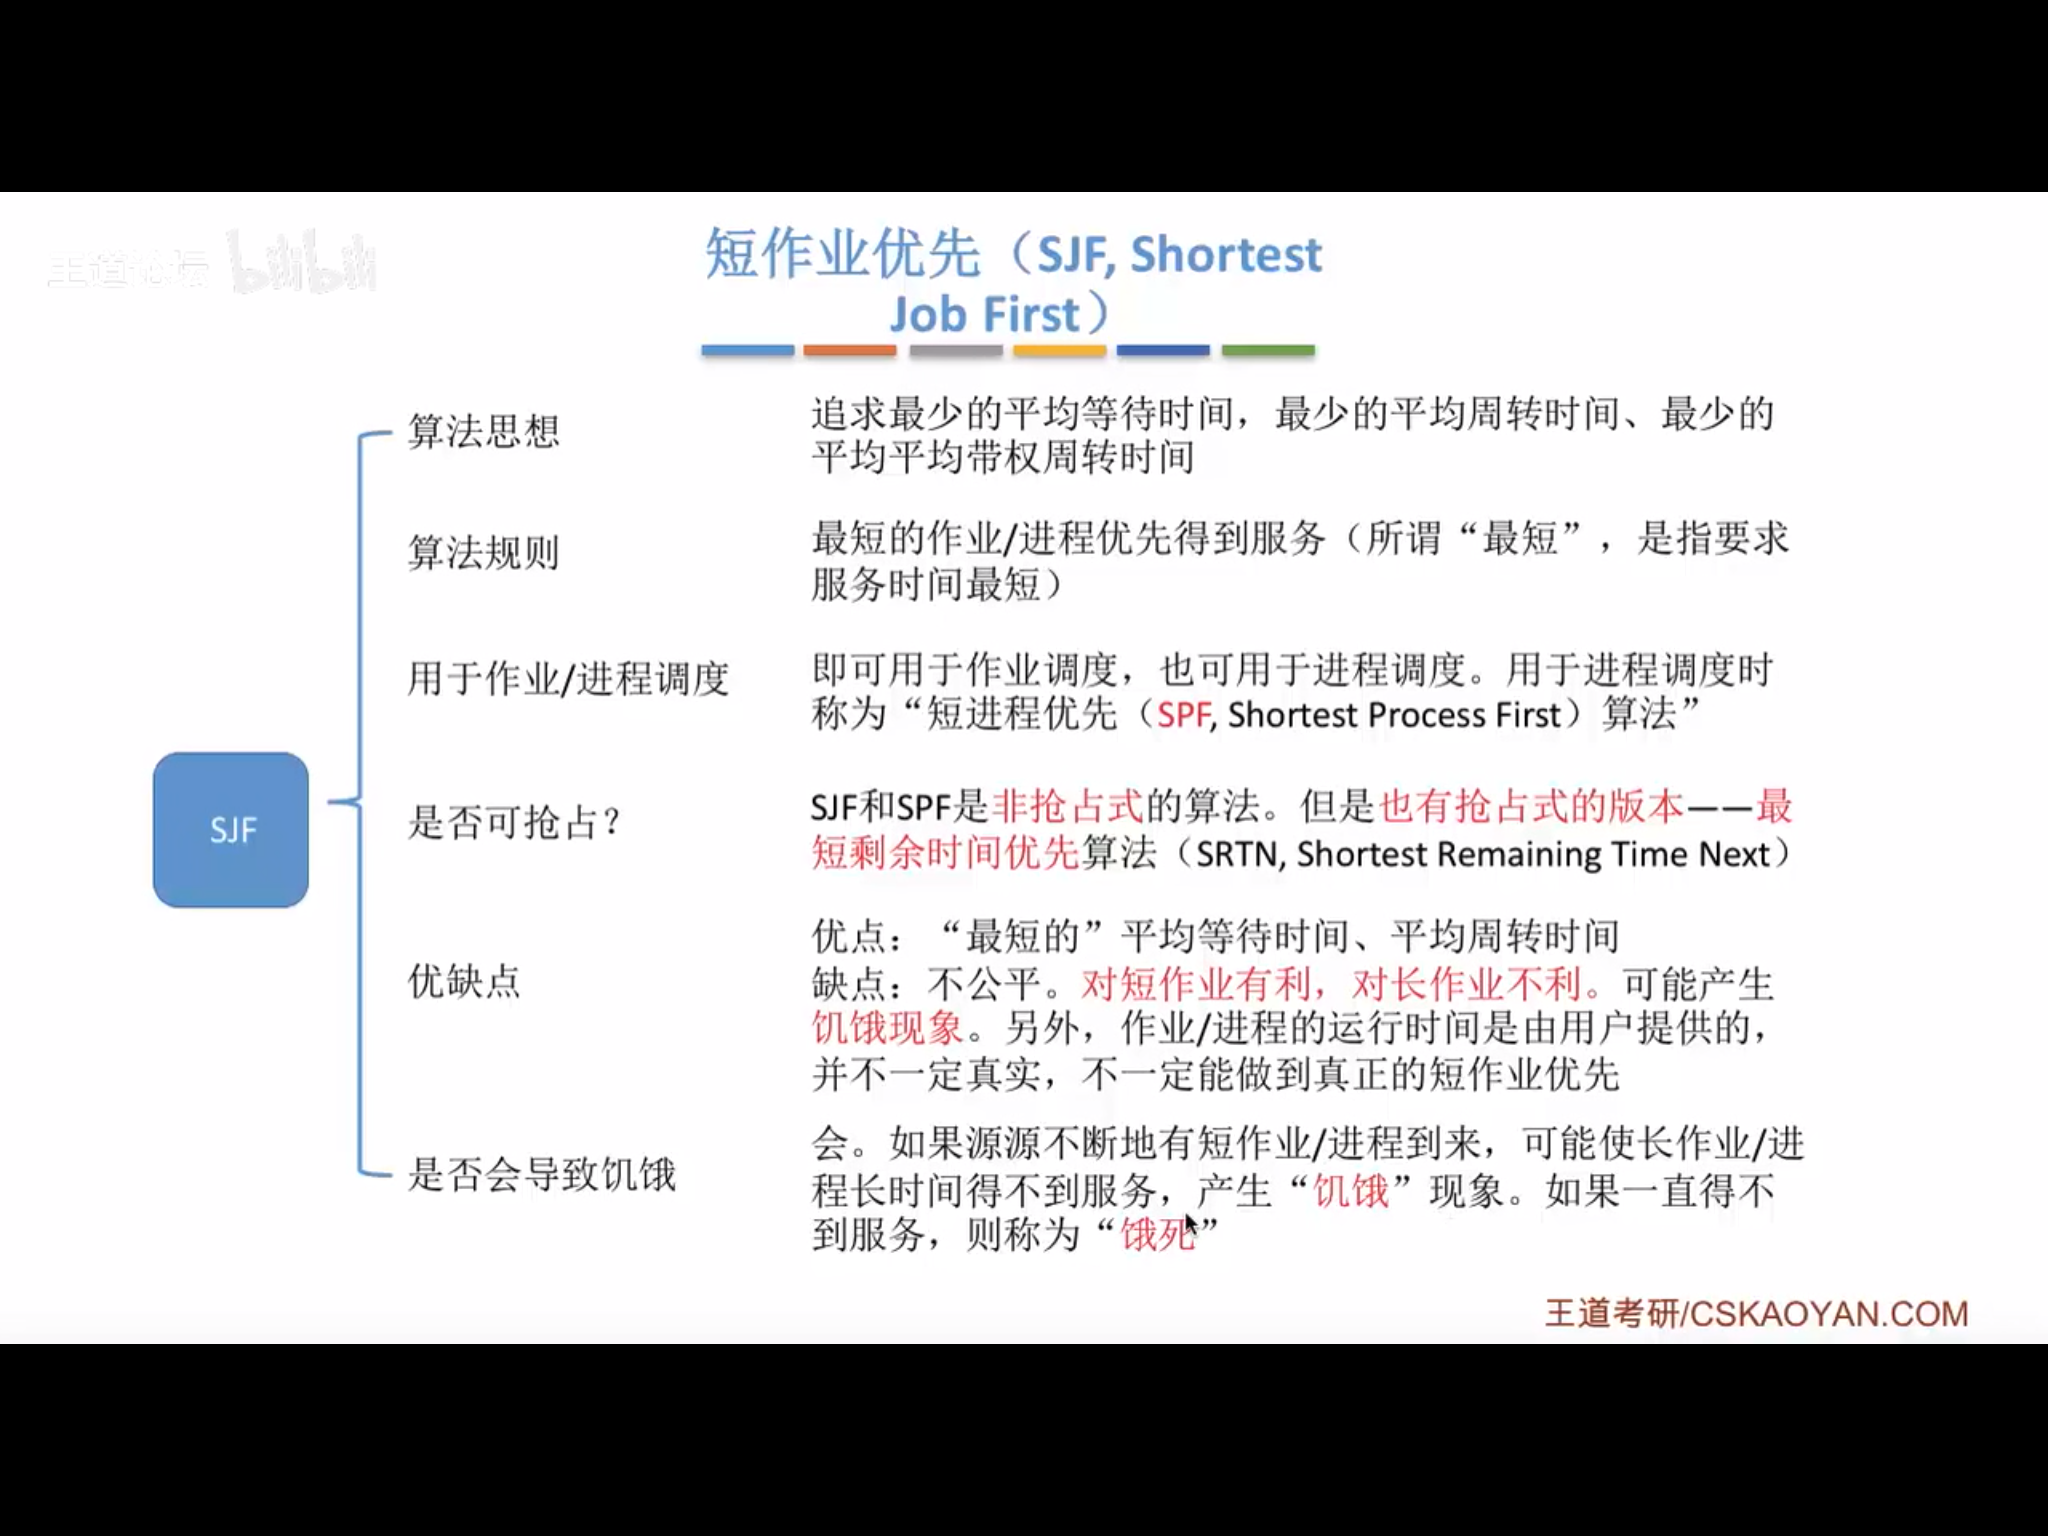 王道论坛 bilibili
短作业优先（SJF, Shortest
Job First）
算法思想
追求最少的平均等待时间，最少的平均周转时间、最少的
平均平均带权周转时间
算法规则
最短的作业/进程优先得到服务（所谓“最短”，是指要求
服务时间最短）
用于作业/进程调度
即可用于作业调度，也可用于进程调度。用于进程调度时
称为“短进程优先（SPF, Shortest Process First）算法”
SJF
是否可抢占？
SJF和SPF是非抢占式的算法。但是也有抢占式的版本——最
短剩余时间优先算法（SRTN, Shortest Remaining Time Next）
优缺点
优点：“最短的”平均等待时间、平均周转时间
缺点：不公平。对短作业有利，对长作业不利。可能产生
饥饿现象。另外，作业/进程的运行时间是由用户提供的，
并不一定真实，不一定能做到真正的短作业优先
是否会导致饥饿
会。如果源源不断地有短作业/进程到来，可能使长作业/进
程长时间得不到服务，产生“饥饿”现象。如果一直得不
到服务，则称为“饿死”
王道考研/CSKAOYAN.COM